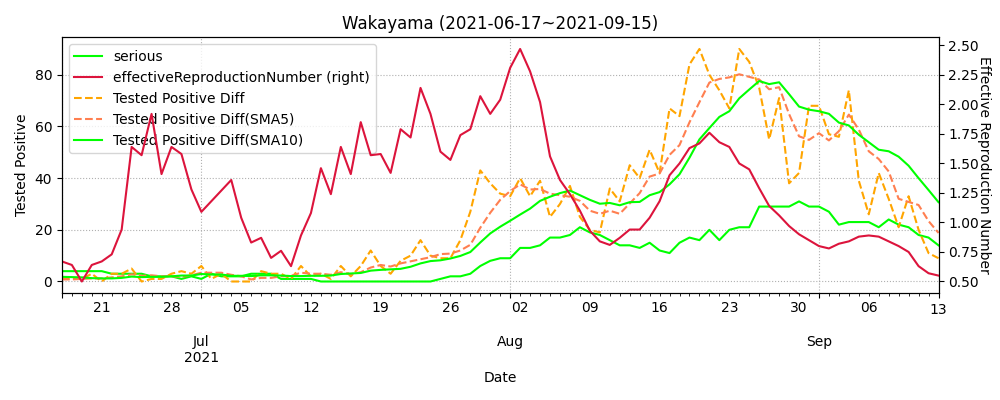 Wakayama (2021-06-17~2021-09-15)
serious
effectiveReproductionNumber (right)
Tested Positive Diff
Tested Positive Diff(SMA5)
Tested Positive Diff(SMA10)
Tested Positive
80
60
40
20
0
Effective Reproduction Number
2.50
2.25
2.00
1.75
1.50
1.25
1.00
0.75
0.50
21 28 05 12 19 26 02 09 16 23 30 06 13
Jul Aug Sep
2021
Date